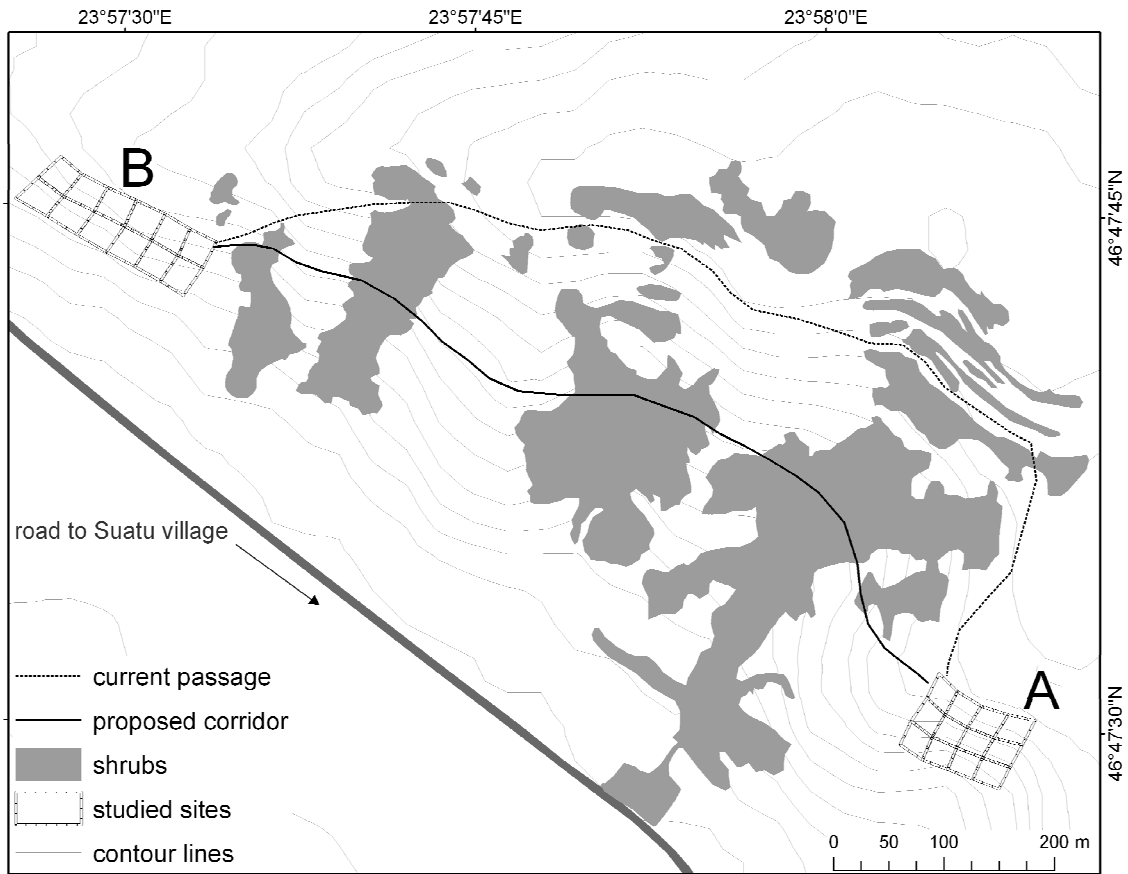 23°57'30"E 23°57'45"E 23°58'0"E
B
46°47'45"N
road to Suatu village
current passage
A
proposed corridor
46°47'30"N
shrubs
studied sites
0 50 100 200 m
contour lines